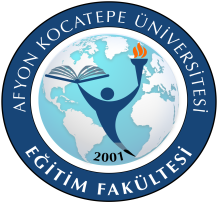 AFYON KOCATEPE ÜNİVERSİTESİ
2001
EĞİTİM FAKÜLTESİ